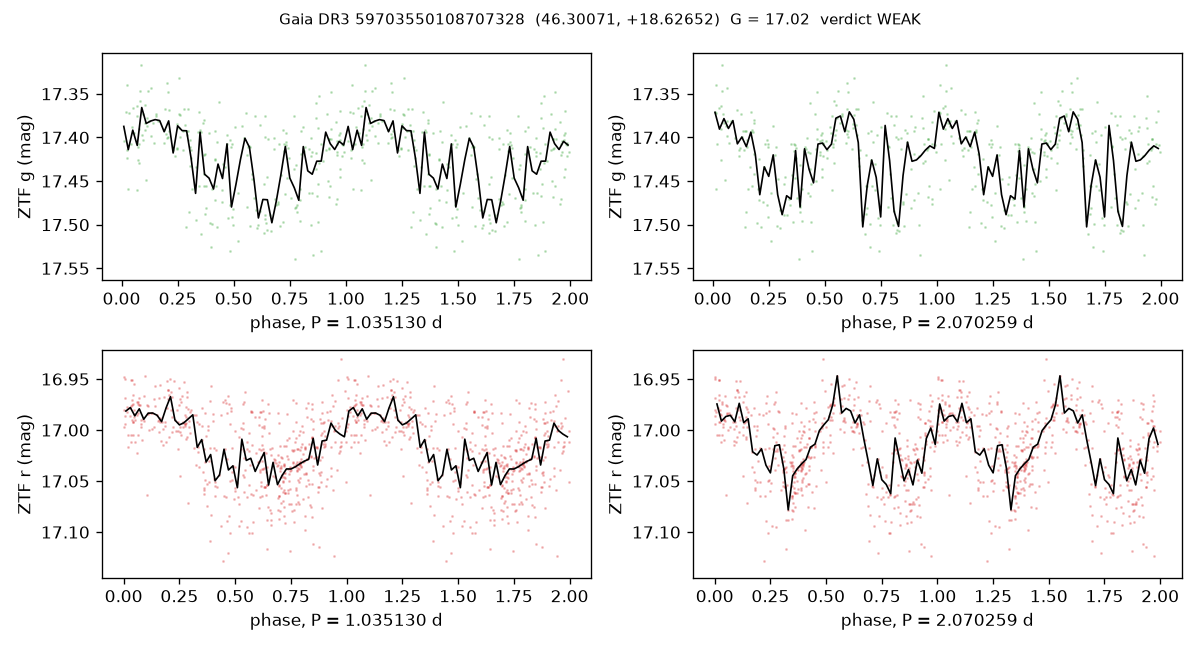 Gaia DR3 59703550108707328 (46.30071, +18.62652) G = 17.02 verdict WEAK
ZTF g (mag)
17.35
17.40
17.45
17.50
17.55
0.00 0.25 0.50 0.75 1.00 1.25 1.50 1.75 2.00
phase, P = 1.035130 d
ZTF g (mag)
17.35
17.40
17.45
17.50
17.55
0.00 0.25 0.50 0.75 1.00 1.25 1.50 1.75 2.00
phase, P = 2.070259 d
ZTF r (mag)
16.95
17.00
17.05
17.10
0.00 0.25 0.50 0.75 1.00 1.25 1.50 1.75 2.00
phase, P = 1.035130 d
ZTF r (mag)
16.95
17.00
17.05
17.10
0.00 0.25 0.50 0.75 1.00 1.25 1.50 1.75 2.00
phase, P = 2.070259 d